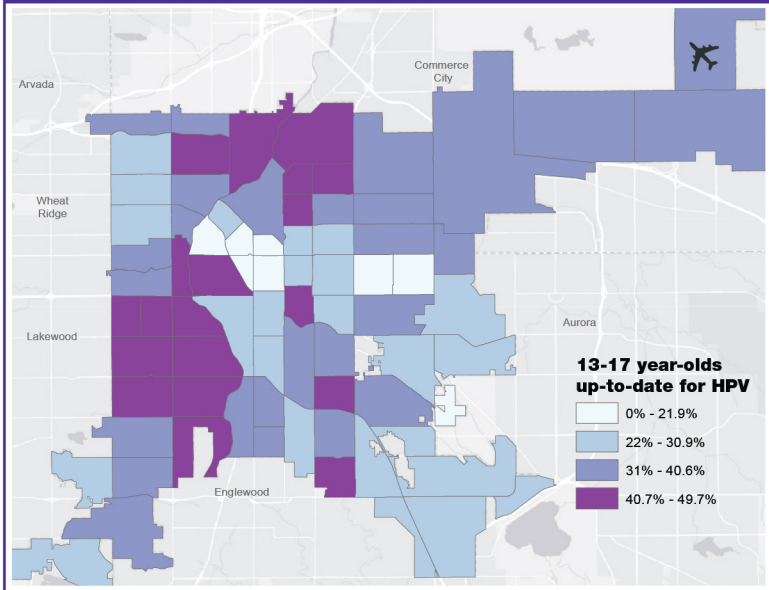 Commerce
City
Arvada
Wheat
Ridge
Lakewood
Aurora
13-17 year-olds
up-to-date for HPV
0% - 21.9%
22% - 30.9%
31% - 40.6%
40.7% - 49.7%
Englewood